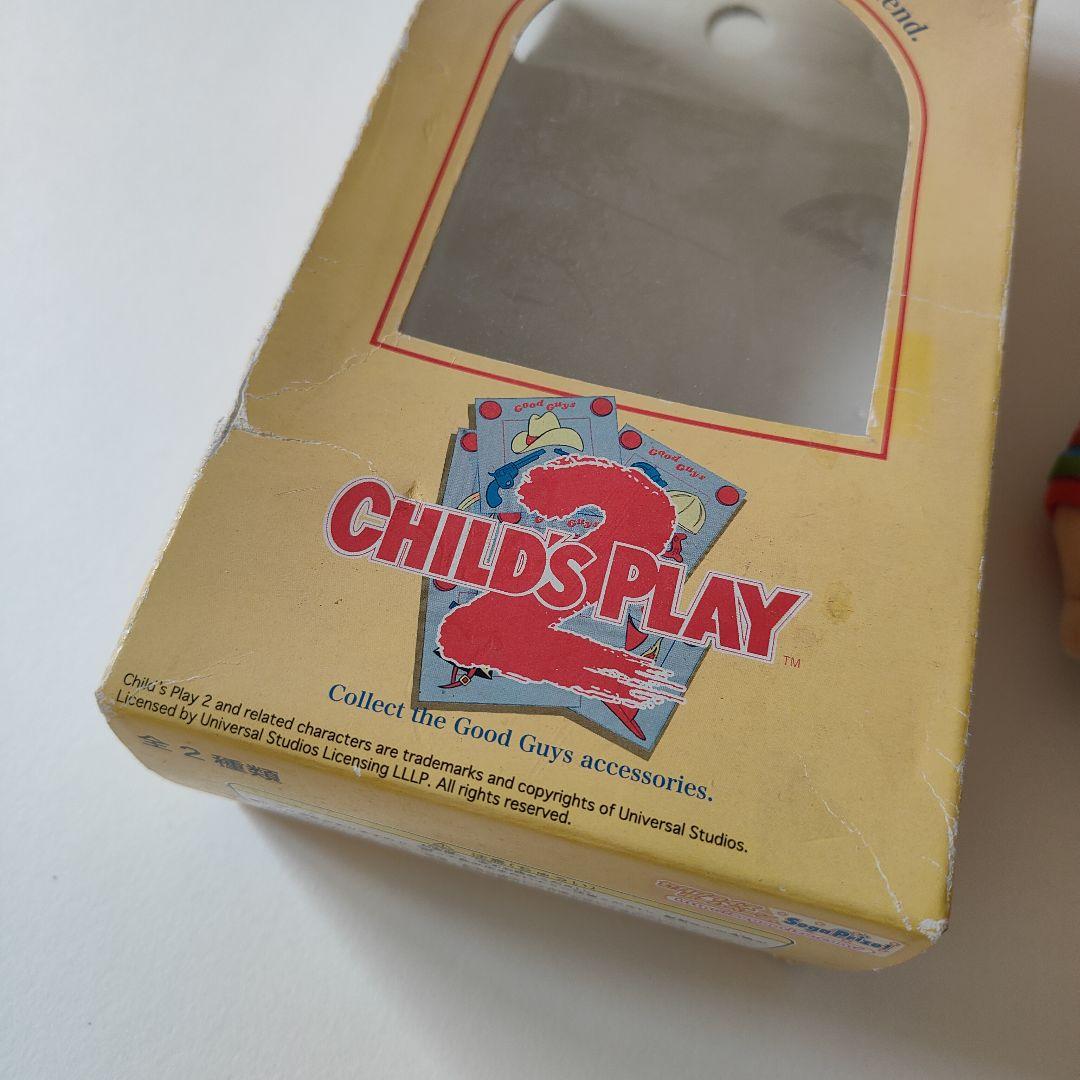 end.
Good Guys
Good Guys
Good Guys
2
CHILD'S PLAY
TM
Collect the Good Guys accessories.
Child's Play 2 and related characters are trademarks and copyrights of Universal Studios.
Licensed by Universal Studios Licensing LLLP. All rights reserved.
全2種類
Sega Prize!